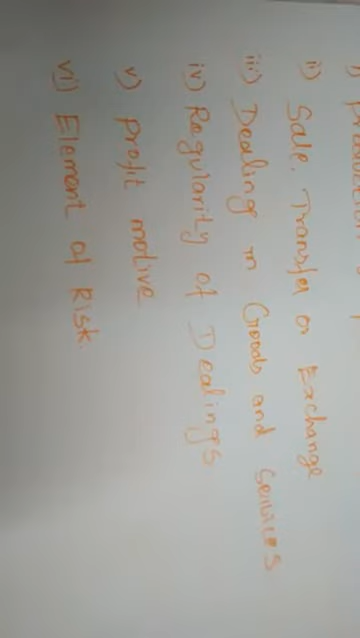 ii) Sale, Transfer or Exchange
iii) Dealing in Goods and Services
iv) Regularity of Dealings
v) Profit motive
vi) Element of Risk.